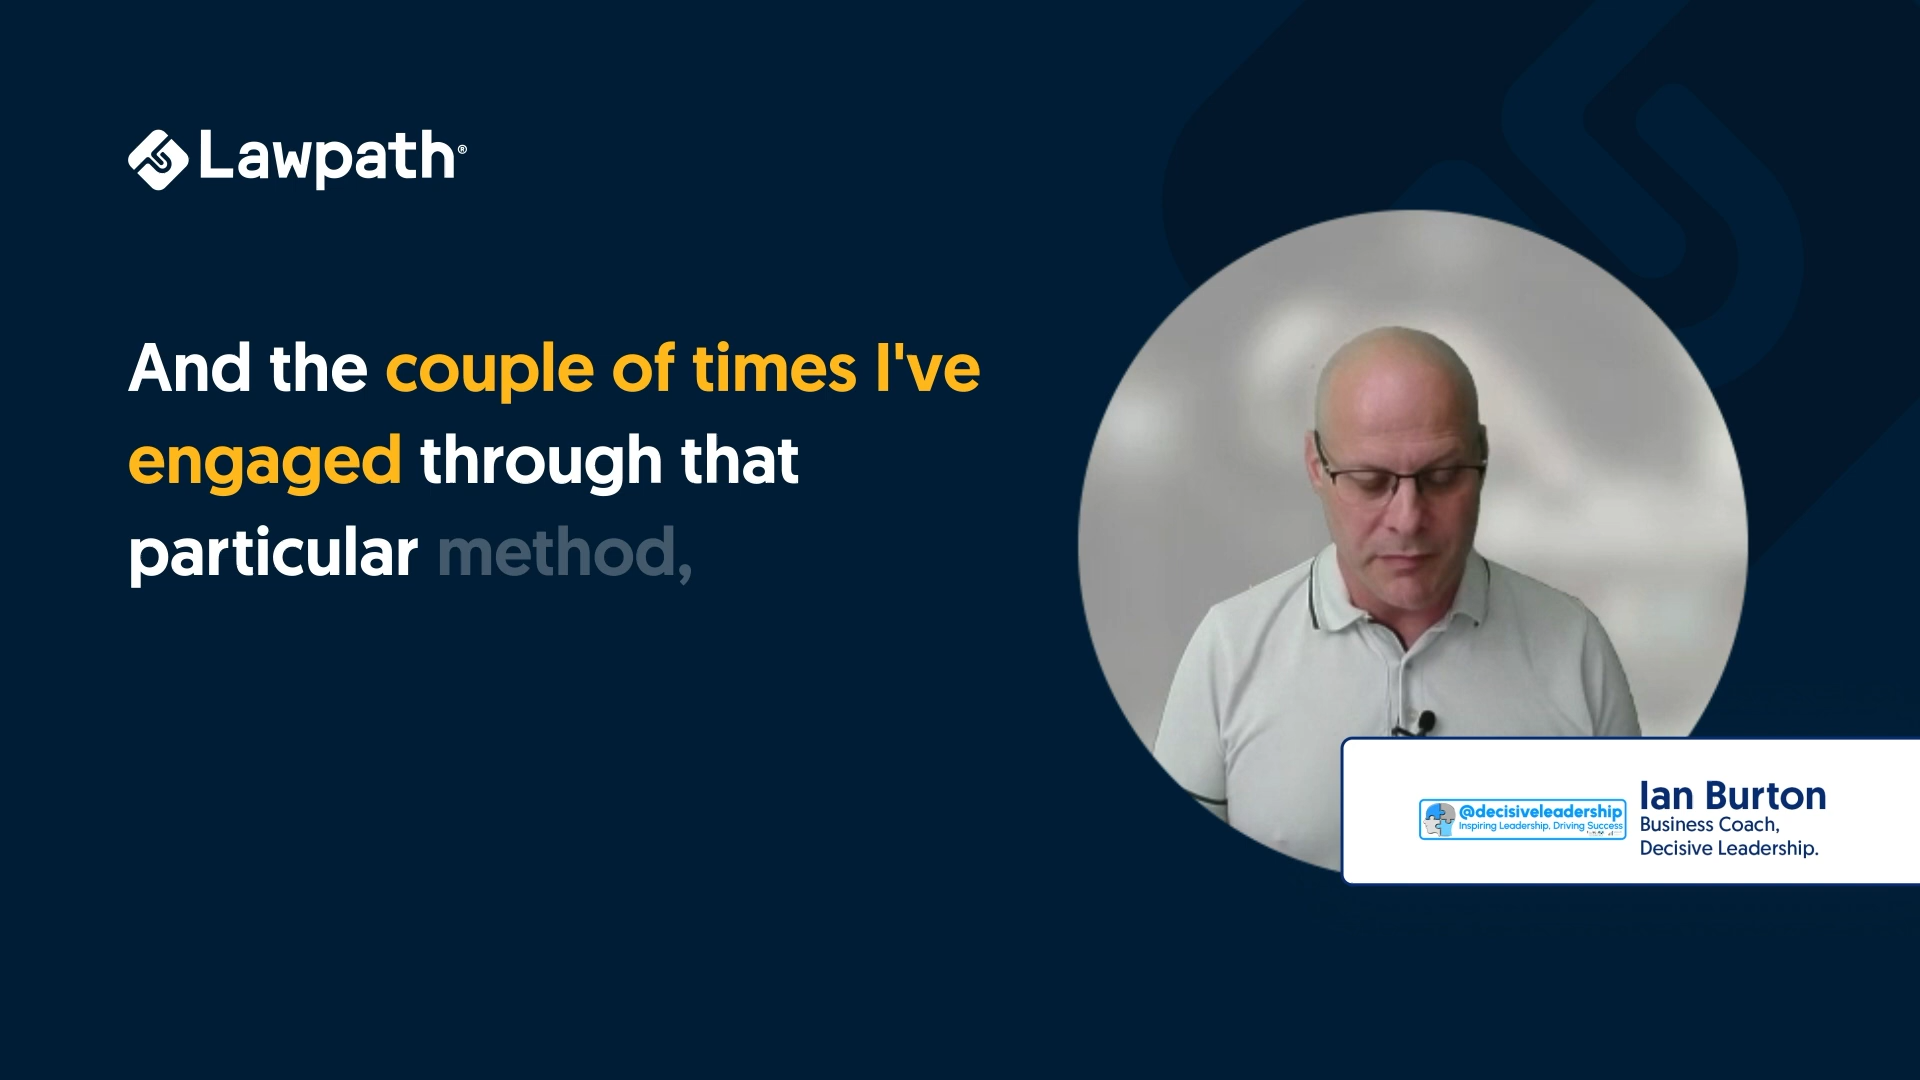 Lawpath®
And the couple of times I've
engaged through that
particular method,
@decisiveleadership
Inspiring Leadership. Driving Success
Ian Burton
Business Coach,
Decisive Leadership.